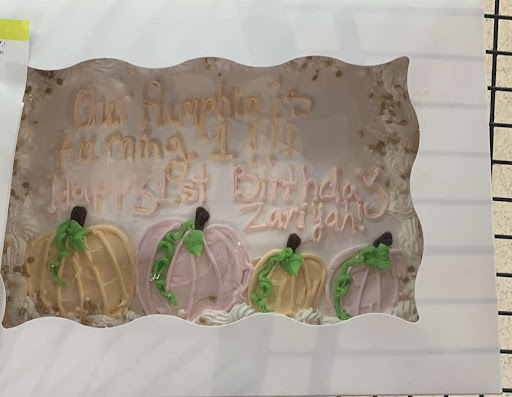 Our Pumpkin is
turning 1!!!
Happy 1st Birthday
Zariyah!